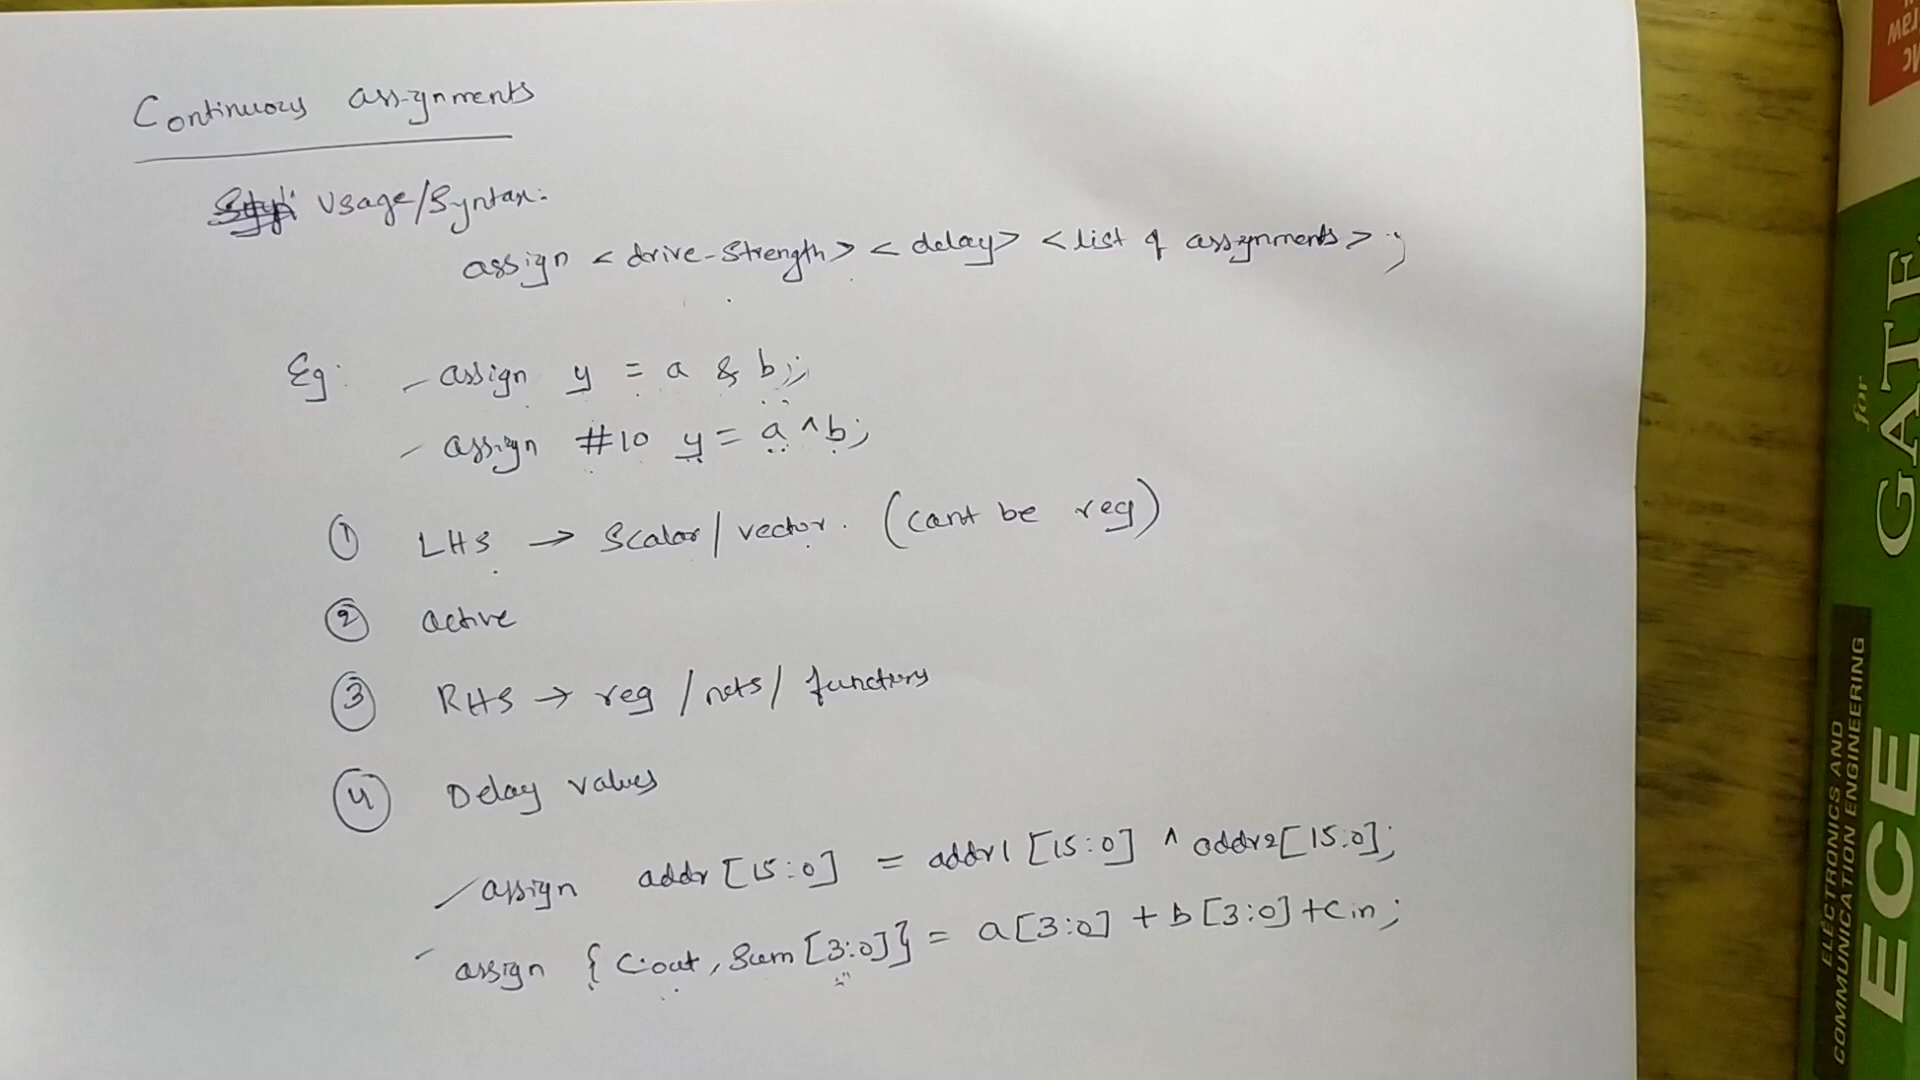 Continuous assignments
Usage/Syntax:
assign < drive-strength > < delay > < list of assignments > ;
Eg: - assign y = a & b;
- assign #10 y = a ^ b;
① LHS → Scalar / vector. (cant be reg)
② active
③ RHS → reg / nets / functions
④ Delay values
- assign addr [15:0] = addr1 [15:0] ^ addr2 [15:0];
- assign { Cout, Sum [3:0]} = a [3:0] + b [3:0] + Cin;
for
GATE
ELECTRONICS AND
COMMUNICATION ENGINEERING
ECE